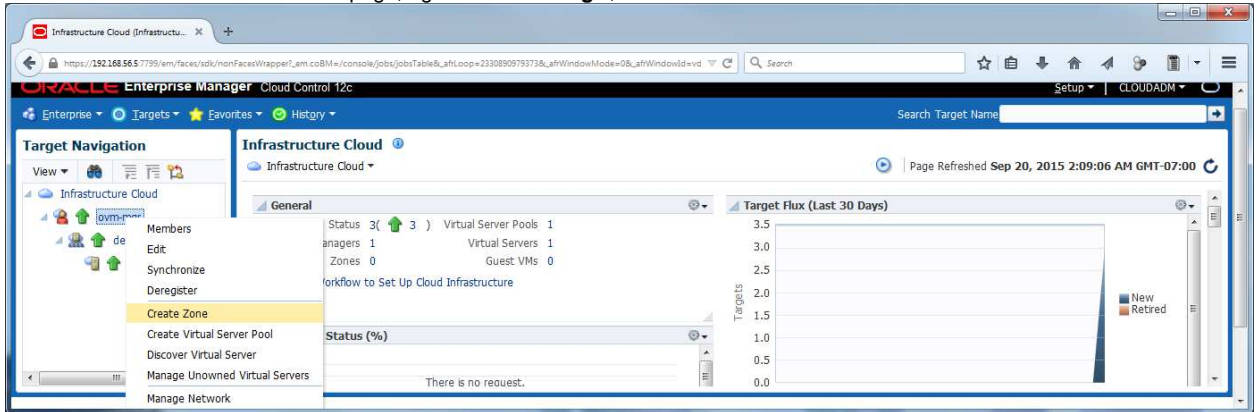 Infrastructure Cloud (Infrastructu...
https://192.168.56.5:7799/em/faces/sdk/nonFacesWrapper?_em.coBM=/console/jobs/jobsTable&_afrLoop=2330890979373&_afrWindowMode=0&_afrWindowId=vd
Search
ORACLE Enterprise Manager Cloud Control 12c
Setup CLOUDADM
Enterprise Targets Favorites History
Search Target Name
Target Navigation
View
Infrastructure Cloud
ovm-mgr
de
Members
Edit
Synchronize
Deregister
Create Zone
Create Virtual Server Pool
Discover Virtual Server
Manage Unowned Virtual Servers
Manage Network
Infrastructure Cloud
Infrastructure Cloud
Page Refreshed Sep 20, 2015 2:09:06 AM GMT-07:00
General
Status 3( 3 ) Virtual Server Pools 1
anagers 1 Virtual Servers 1
Zones 0 Guest VMs 0
orkflow to Set Up Cloud Infrastructure
Status (%)
There is no request.
Target Flux (Last 30 Days)
3.5
3.0
2.5
2.0
1.5
1.0
0.5
0.0
Targets
New
Retired